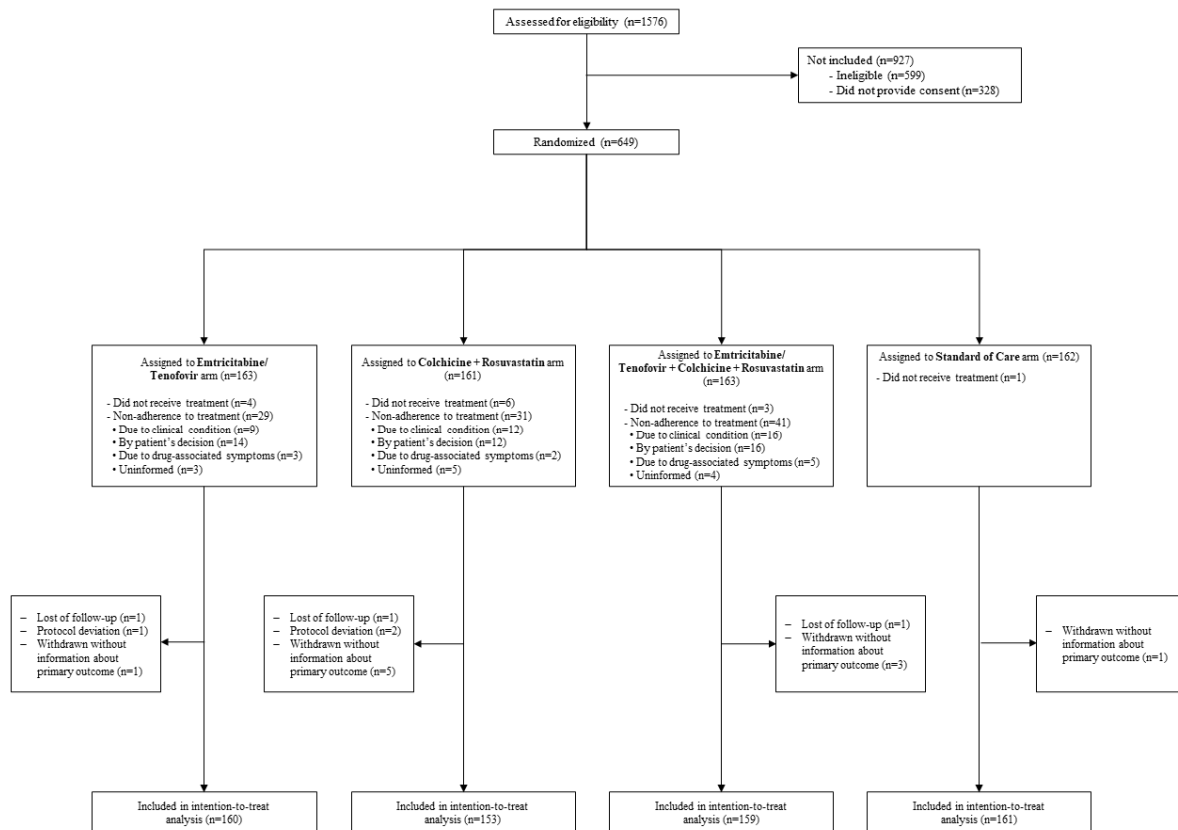 Assessed for eligibility (n=1576)
Not included (n=927)
- Ineligible (n=599)
- Did not provide consent (n=328)
Randomized (n=649)
Assigned to Emtricitabine/
Tenofovir arm (n=163)
- Did not receive treatment (n=4)
- Non-adherence to treatment (n=29)
• Due to clinical condition (n=9)
• By patient's decision (n=14)
• Due to drug-associated symptoms (n=3)
• Uninformed (n=3)
Assigned to Colchicine + Rosuvastatin arm
(n=161)
- Did not receive treatment (n=6)
- Non-adherence to treatment (n=31)
• Due to clinical condition (n=12)
• By patient's decision (n=12)
• Due to drug-associated symptoms (n=2)
• Uninformed (n=5)
Assigned to Emtricitabine/
Tenofovir + Colchicine + Rosuvastatin arm
(n=163)
- Did not receive treatment (n=3)
- Non-adherence to treatment (n=41)
• Due to clinical condition (n=16)
• By patient's decision (n=16)
• Due to drug-associated symptoms (n=5)
• Uninformed (n=4)
Assigned to Standard of Care arm (n=162)
- Did not receive treatment (n=1)
– Lost of follow-up (n=1)
– Protocol deviation (n=1)
– Withdrawn without
information about
primary outcome (n=1)
– Lost of follow-up (n=1)
– Protocol deviation (n=2)
– Withdrawn without
information about
primary outcome (n=5)
– Lost of follow-up (n=1)
– Withdrawn without
information about
primary outcome (n=3)
– Withdrawn without
information about
primary outcome (n=1)
Included in intention-to-treat
analysis (n=160)
Included in intention-to-treat
analysis (n=153)
Included in intention-to-treat
analysis (n=159)
Included in intention-to-treat
analysis (n=161)